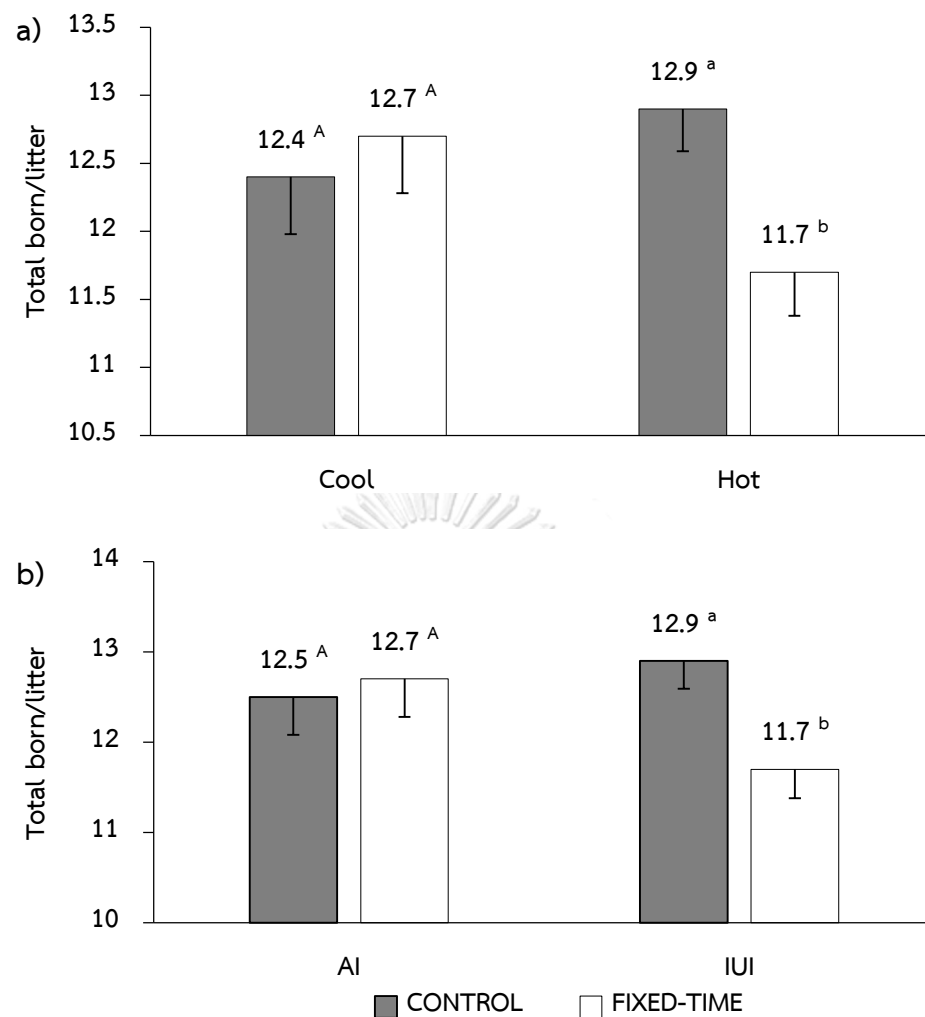 a)
Total born/litter
13.5
13
12.5
12
11.5
11
10.5
12.4 A
12.7 A
12.9 a
11.7 b
Cool Hot
b)
Total born/litter
14
13
12
11
10
12.5 A
12.7 A
12.9 a
11.7 b
AI IUI
CONTROL FIXED-TIME